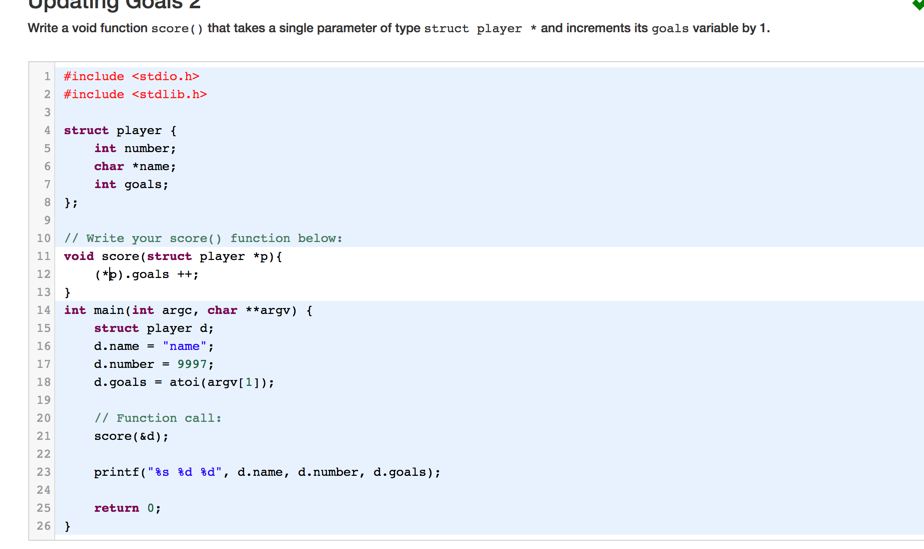 Updating Goals 2
Write a void function score() that takes a single parameter of type struct player * and increments its goals variable by 1.
1 #include <stdio.h>
2 #include <stdlib.h>
3
4 struct player {
5     int number;
6     char *name;
7     int goals;
8 };
9
10 // Write your score() function below:
11 void score(struct player *p){
12     (*p).goals ++;
13 }
14 int main(int argc, char **argv) {
15     struct player d;
16     d.name = "name";
17     d.number = 9997;
18     d.goals = atoi(argv[1]);
19
20     // Function call:
21     score(&d);
22
23     printf("%s %d %d", d.name, d.number, d.goals);
24
25     return 0;
26 }